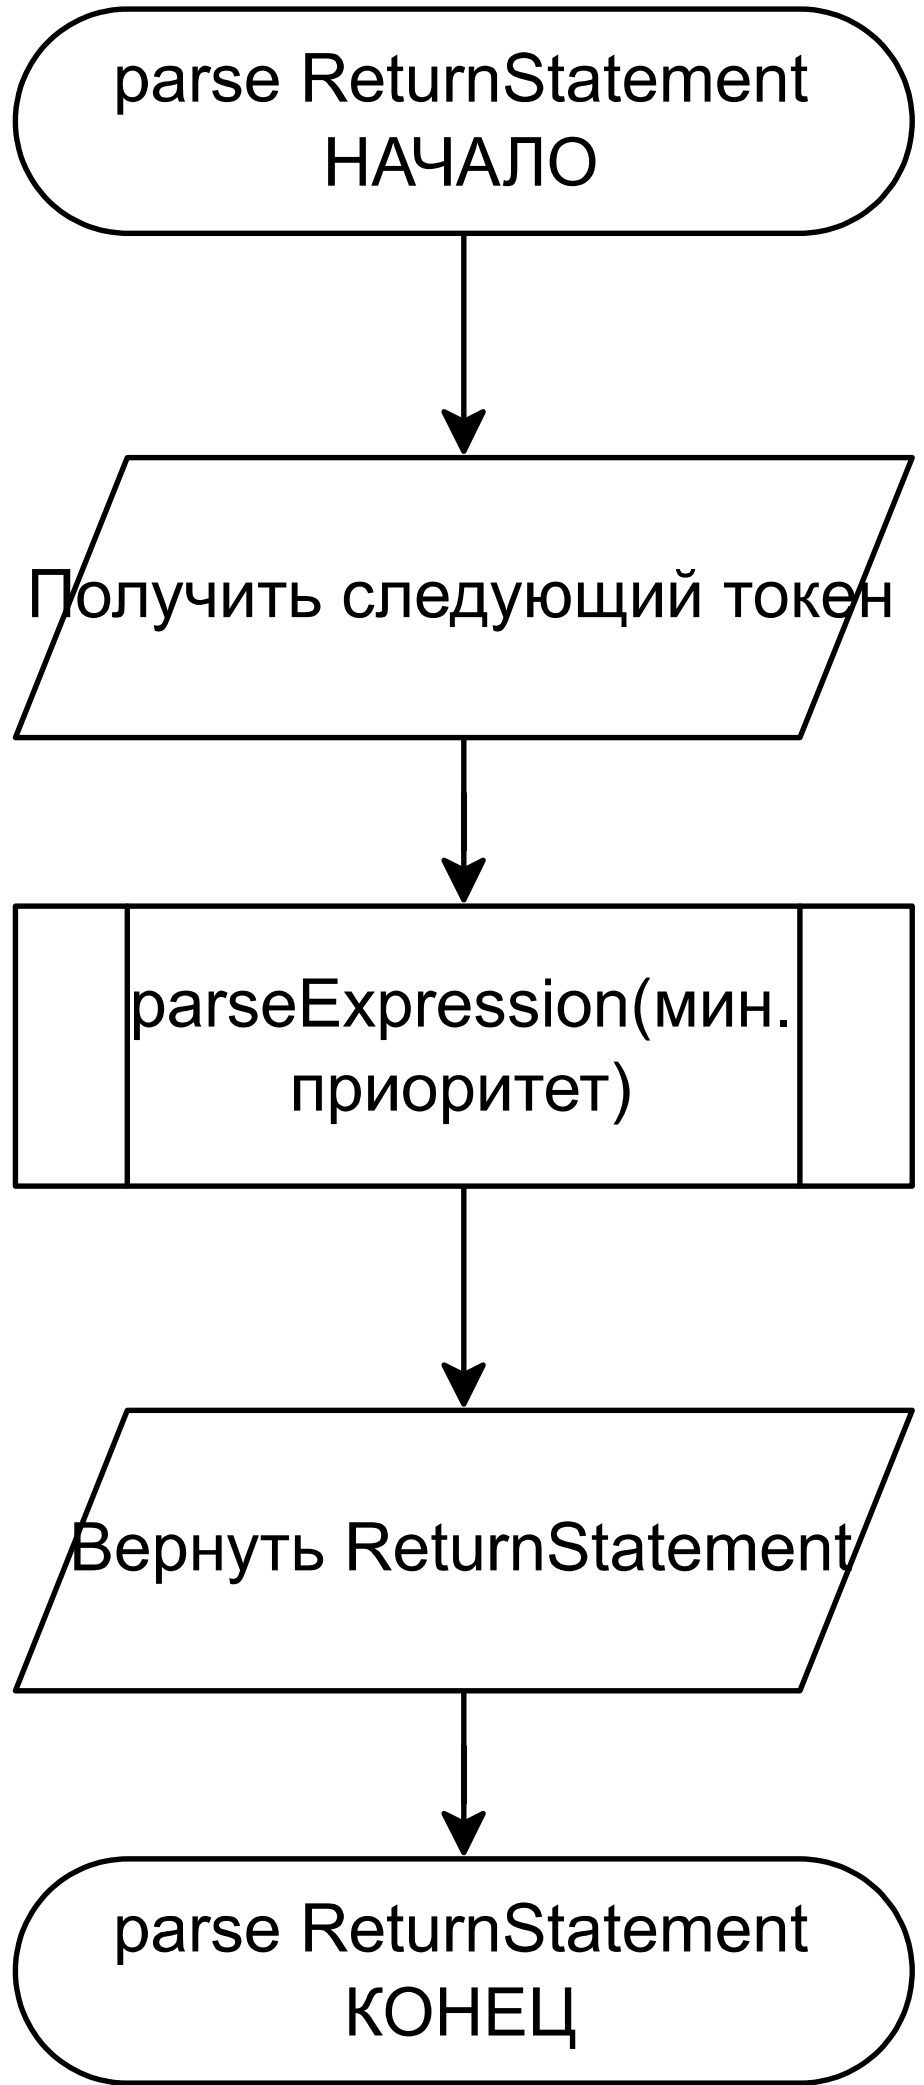 parse ReturnStatement
НАЧАЛО
Получить следующий токен
parseExpression(мин.
приоритет)
Вернуть ReturnStatement
parse ReturnStatement
КОНЕЦ